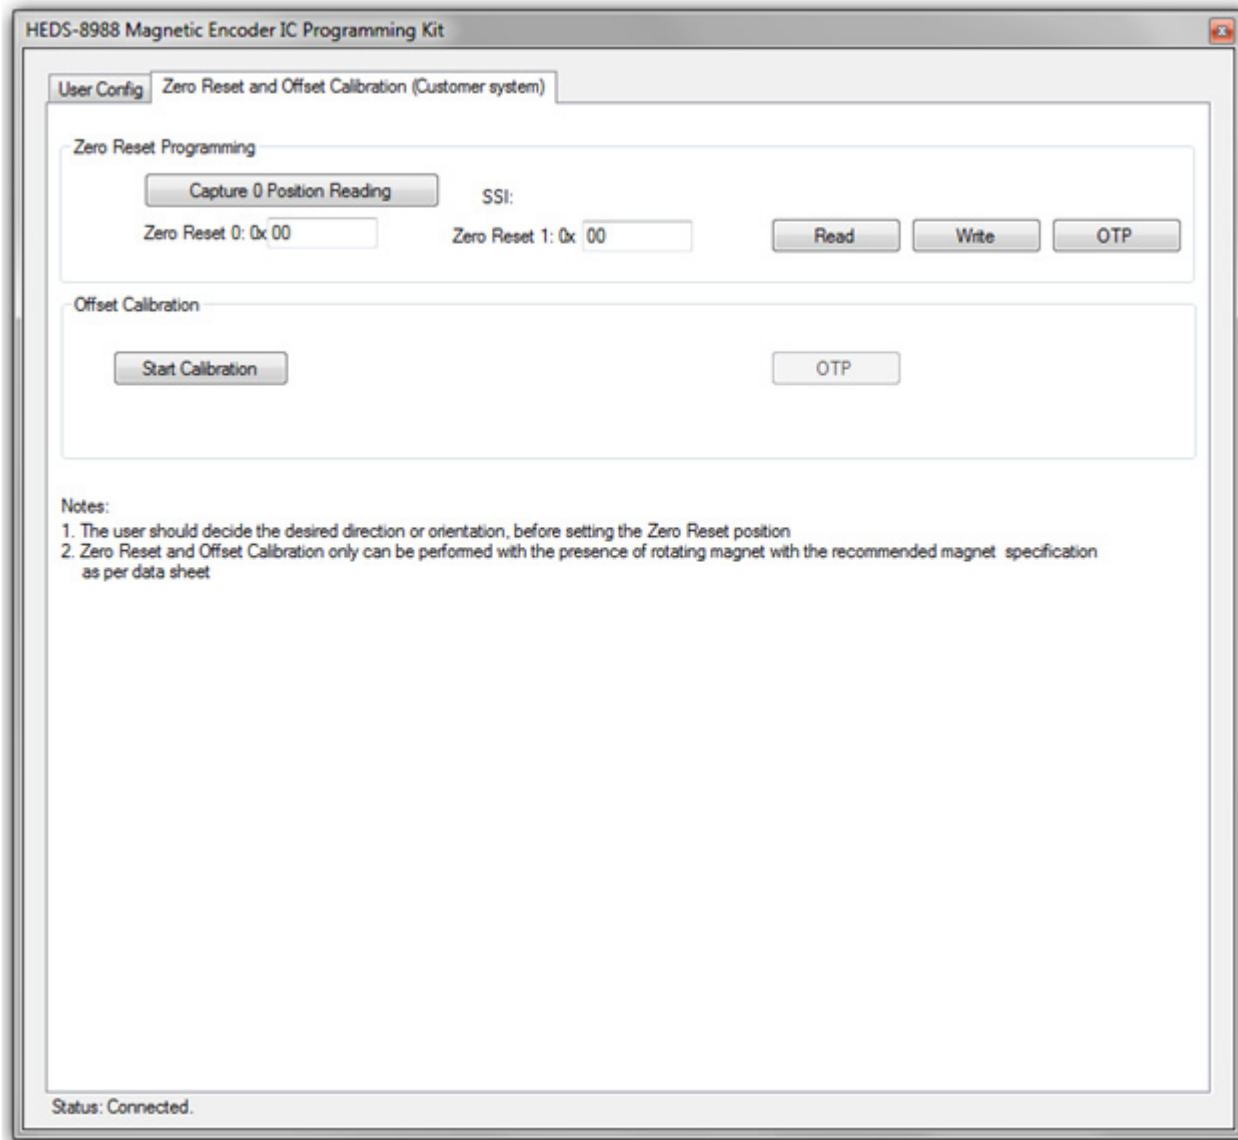 HEDS-8988 Magnetic Encoder IC Programming Kit
User Config Zero Reset and Offset Calibration (Customer system)
Zero Reset Programming
Capture 0 Position Reading SSI:
Zero Reset 0: 0x 00 Zero Reset 1: 0x 00 Read Write OTP
Offset Calibration
Start Calibration OTP
Notes:
1. The user should decide the desired direction or orientation, before setting the Zero Reset position
2. Zero Reset and Offset Calibration only can be performed with the presence of rotating magnet with the recommended magnet specification
as per data sheet
Status: Connected.